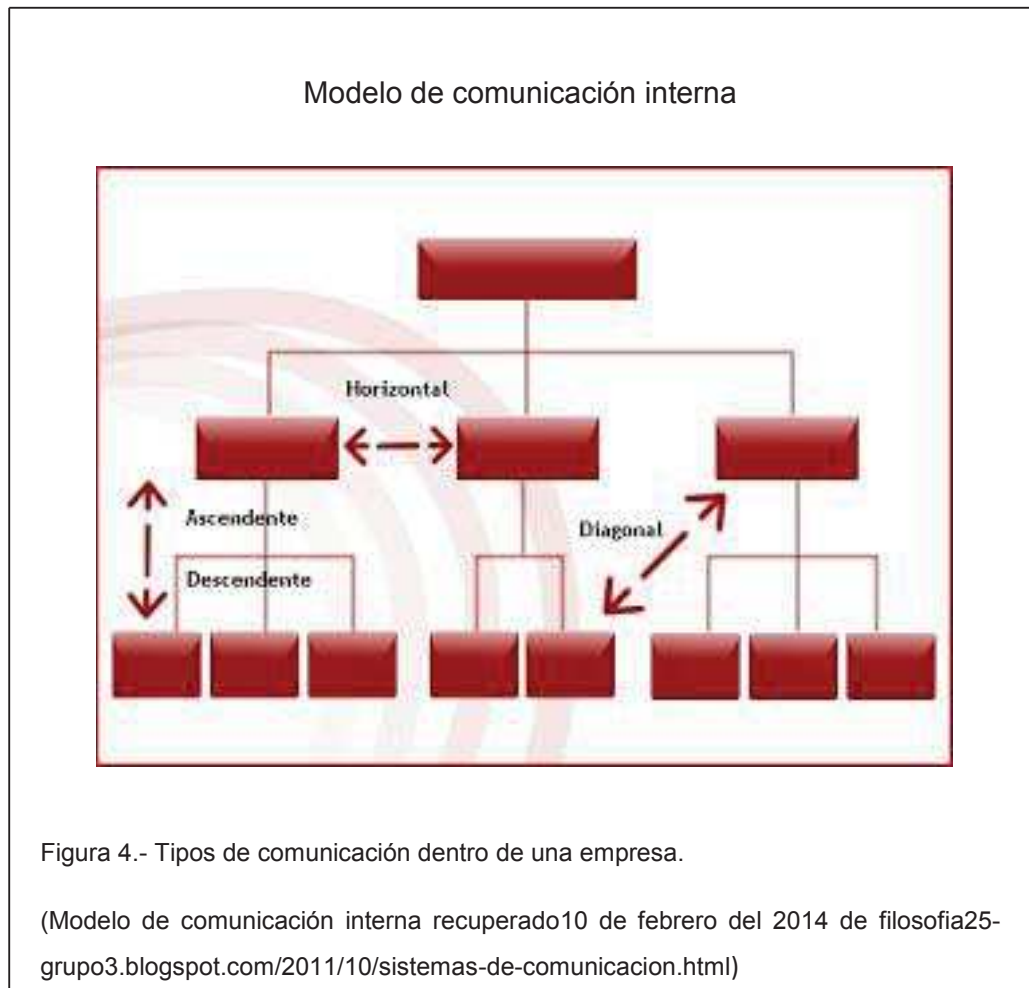 Modelo de comunicación interna
Horizontal
Ascendente
Diagonal
Descendente
Figura 4.- Tipos de comunicación dentro de una empresa.
(Modelo de comunicación interna recuperado10 de febrero del 2014 de filosofia25-
grupo3.blogspot.com/2011/10/sistemas-de-comunicacion.html)